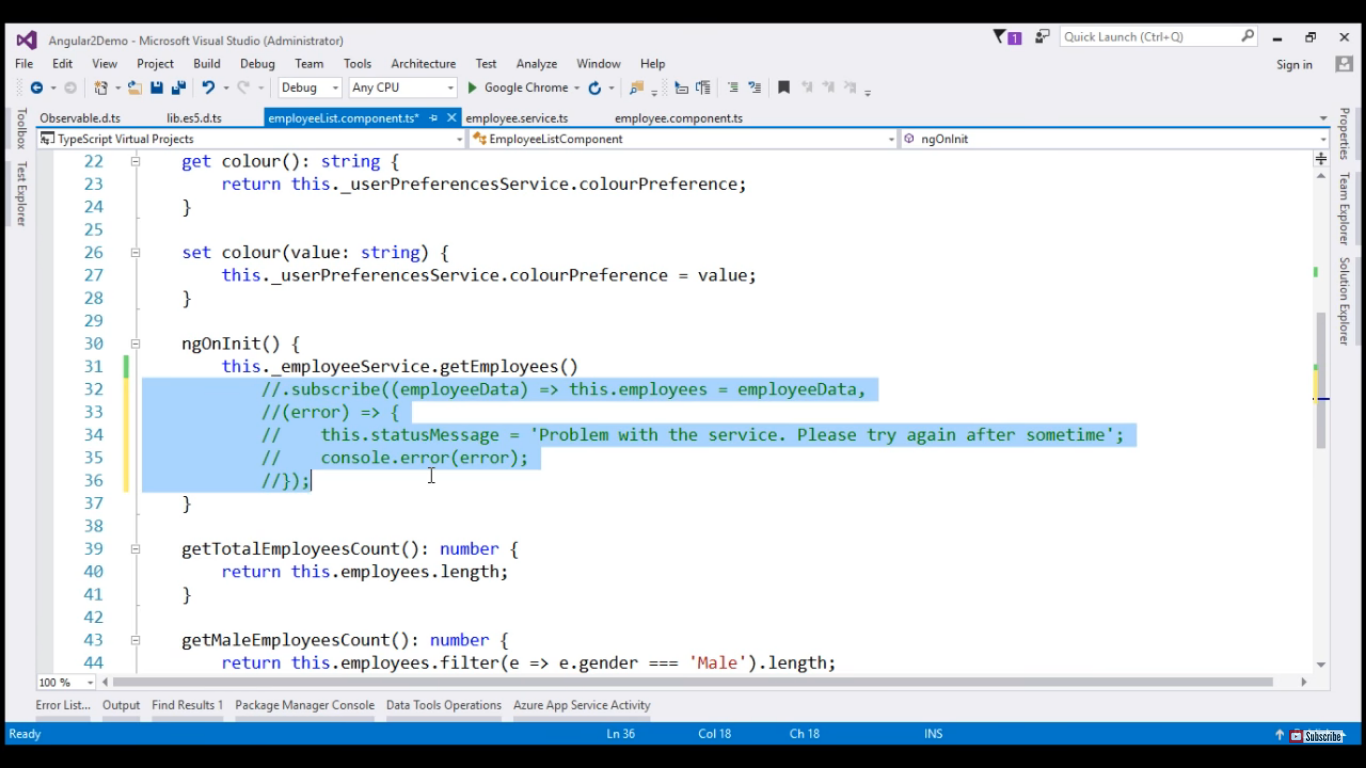 Angular2Demo - Microsoft Visual Studio (Administrator)
1
Quick Launch (Ctrl+Q)
File Edit View Project Build Debug Team Tools Architecture Test Analyze Window Help
Sign in
Debug Any CPU Google Chrome
Observable.d.ts lib.es5.d.ts employeeList.component.ts* employee.service.ts employee.component.ts
TypeScript Virtual Projects EmployeeListComponent ngOnInit
Toolbox
Test Explorer
22 get colour(): string {
23 return this._userPreferencesService.colourPreference;
24 }
25
26 set colour(value: string) {
27 this._userPreferencesService.colourPreference = value;
28 }
29
30 ngOnInit() {
31 this._employeeService.getEmployees()
32 //.subscribe((employeeData) => this.employees = employeeData,
33 //(error) => {
34 // this.statusMessage = 'Problem with the service. Please try again after sometime';
35 // console.error(error);
36 //});
37 }
38
39 getTotalEmployeesCount(): number {
40 return this.employees.length;
41 }
42
43 getMaleEmployeesCount(): number {
44 return this.employees.filter(e => e.gender === 'Male').length;
Properties
Team Explorer
Solution Explorer
100 %
Error List... Output Find Results 1 Package Manager Console Data Tools Operations Azure App Service Activity
Ready Ln 36 Col 18 Ch 18 INS
Subscribe